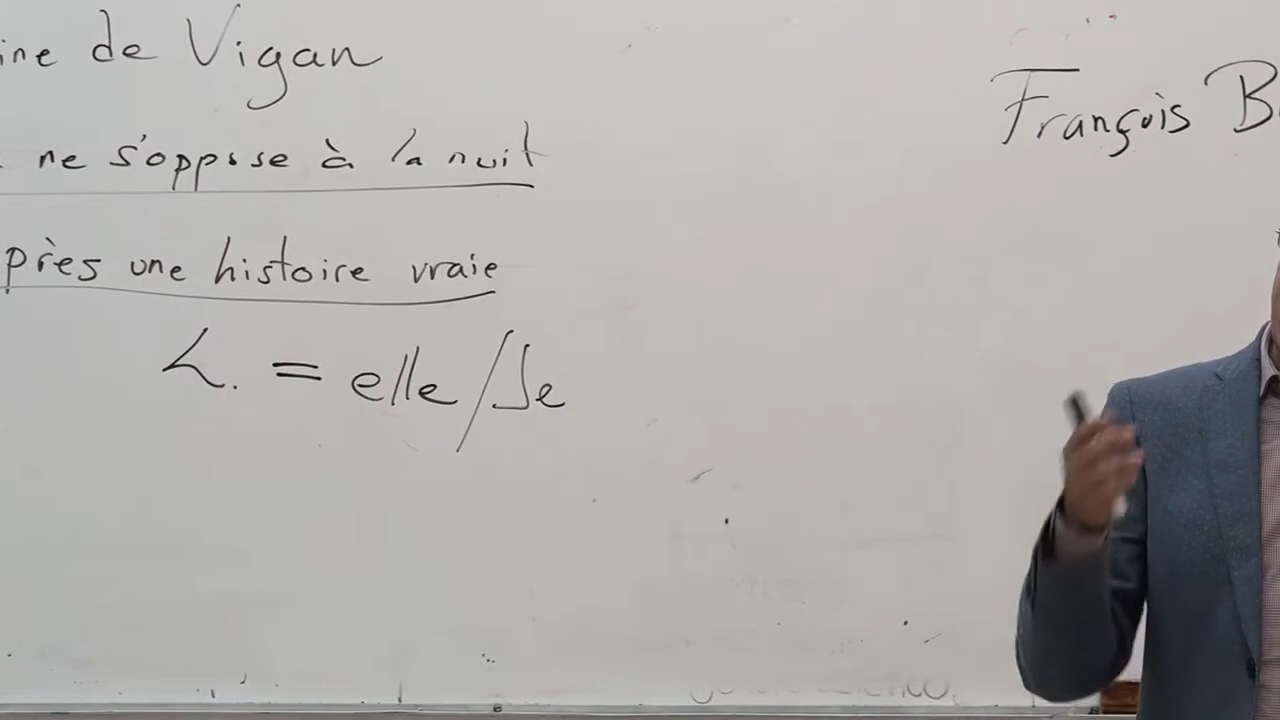 ine de Vigan
ne s'oppose à la nuit
près une histoire vraie
L. = elle/Je
François B